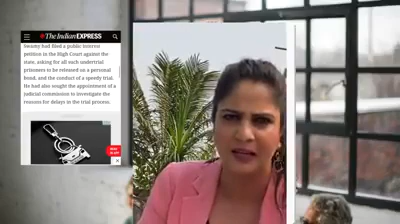 The Indian EXPRESS
Swamy had filed a public interest
petition in the High Court against the
state, asking for all such undertrial
prisoners to be released on a personal
bond, and the conduct of a speedy trial.
He had also sought the appointment of a
judicial commission to investigate the
reasons for delays in the trial process.